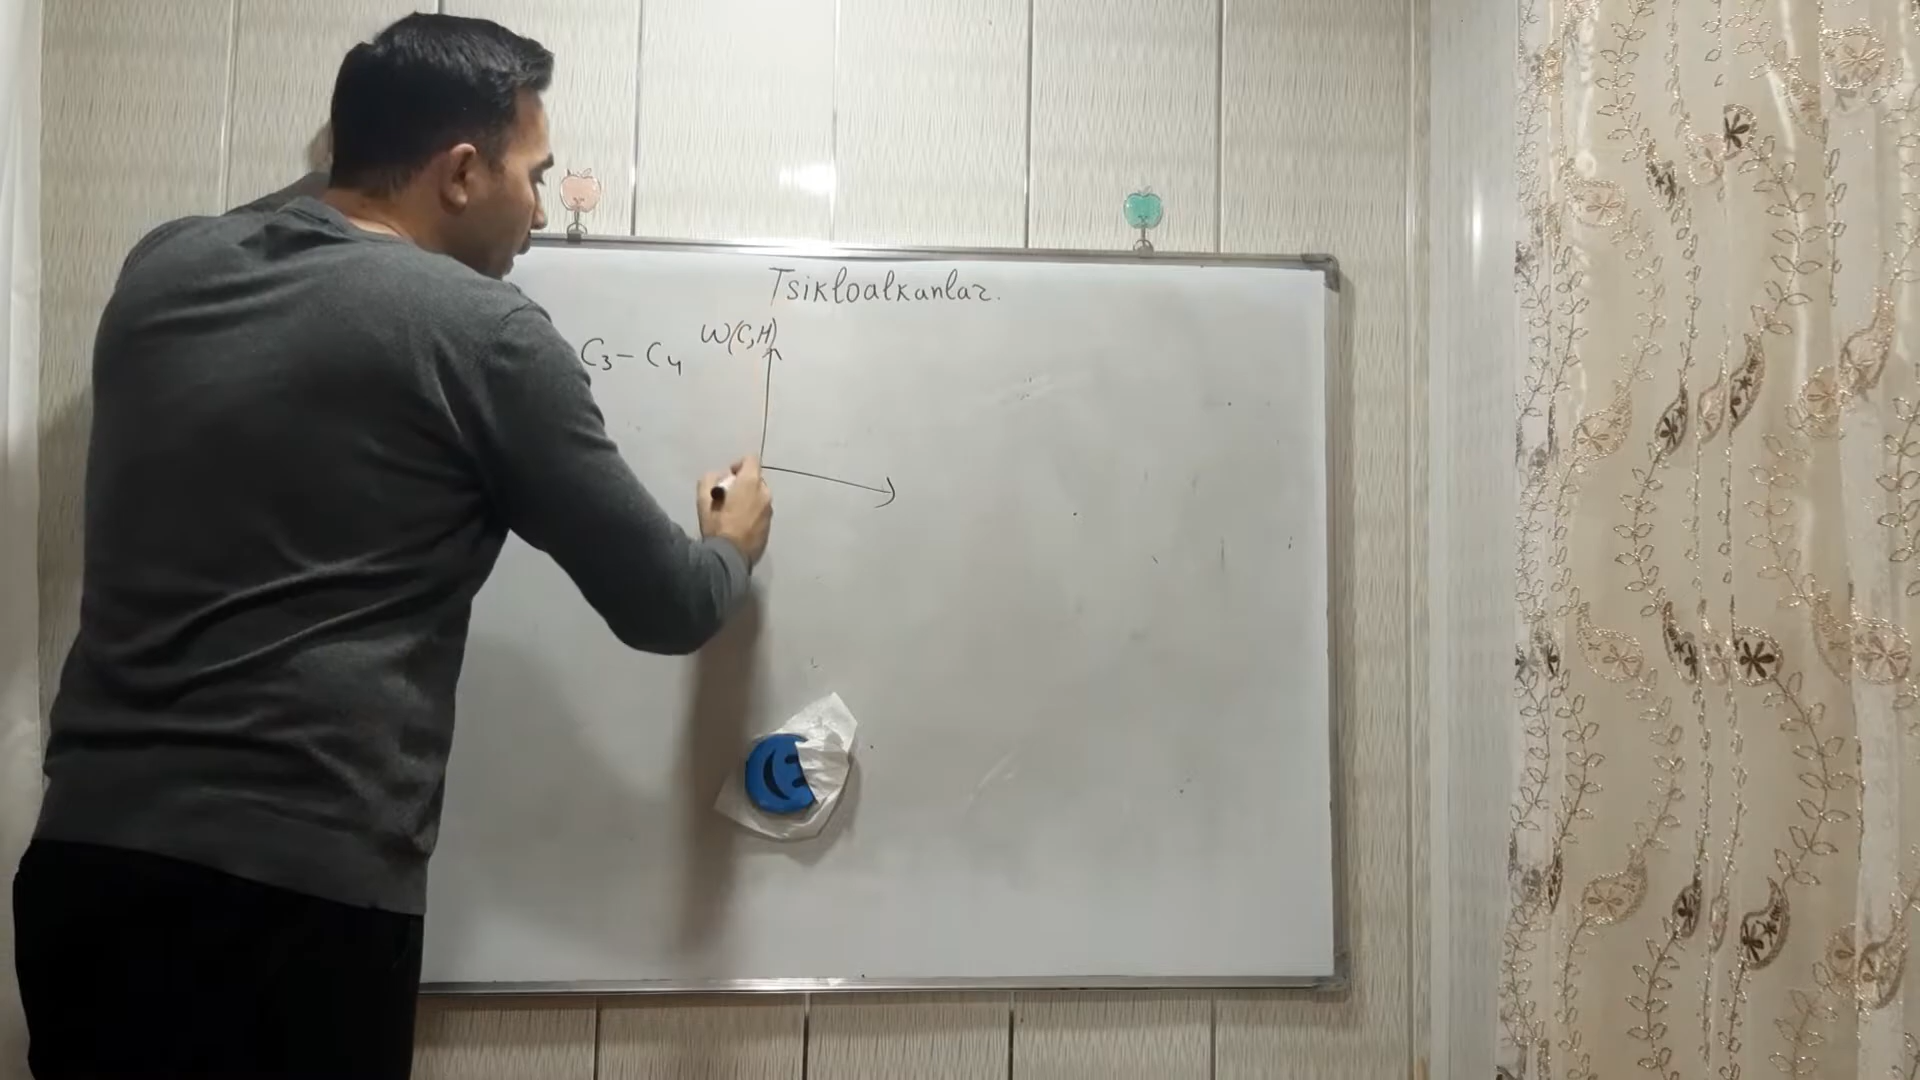 Tsikloalkanlar.
C₃ – C₄
W(C,H)